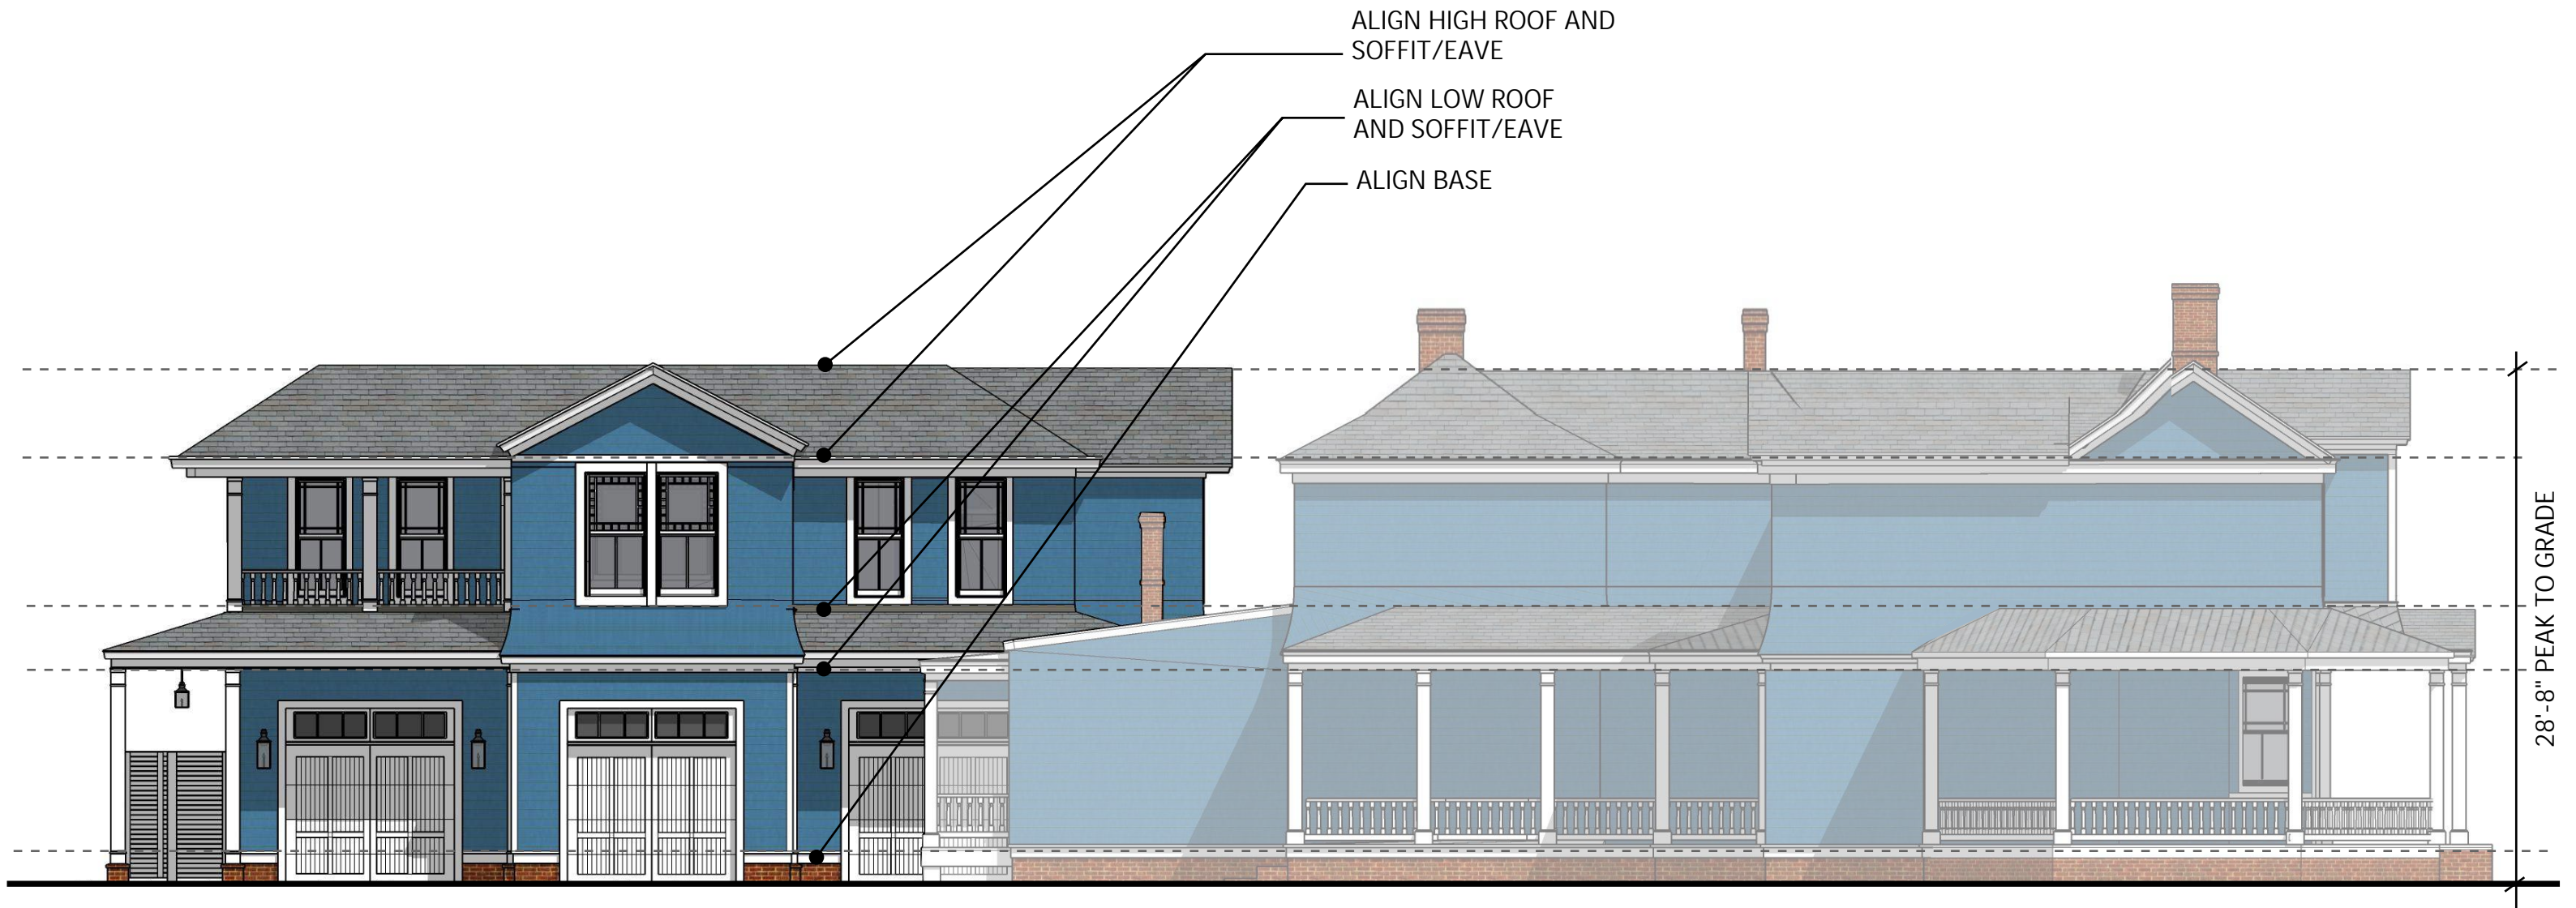 ALIGN HIGH ROOF AND
SOFFIT/EAVE
ALIGN LOW ROOF
AND SOFFIT/EAVE
ALIGN BASE
28'-8" PEAK TO GRADE